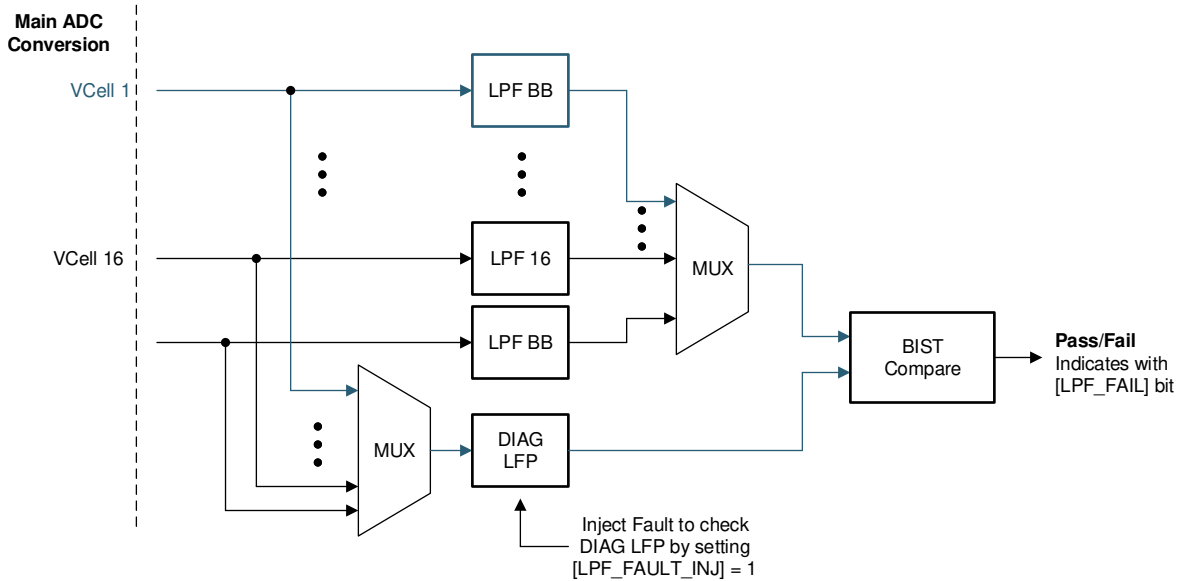 Main ADC
Conversion
VCell 1
LPF BB
VCell 16
LPF 16
MUX
LPF BB
BIST
Compare
Pass/Fail
Indicates with
[LPF_FAIL] bit
MUX
DIAG
LFP
Inject Fault to check
DIAG LFP by setting
[LPF_FAULT_INJ] = 1